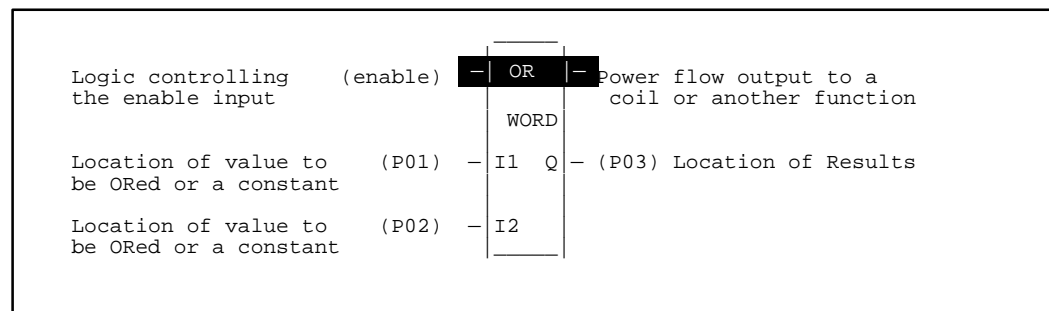 Logic controlling (enable) OR Power flow output to a
the enable input coil or another function
WORD
Location of value to (P01) I1 Q (P03) Location of Results
be ORed or a constant
Location of value to (P02) I2
be ORed or a constant